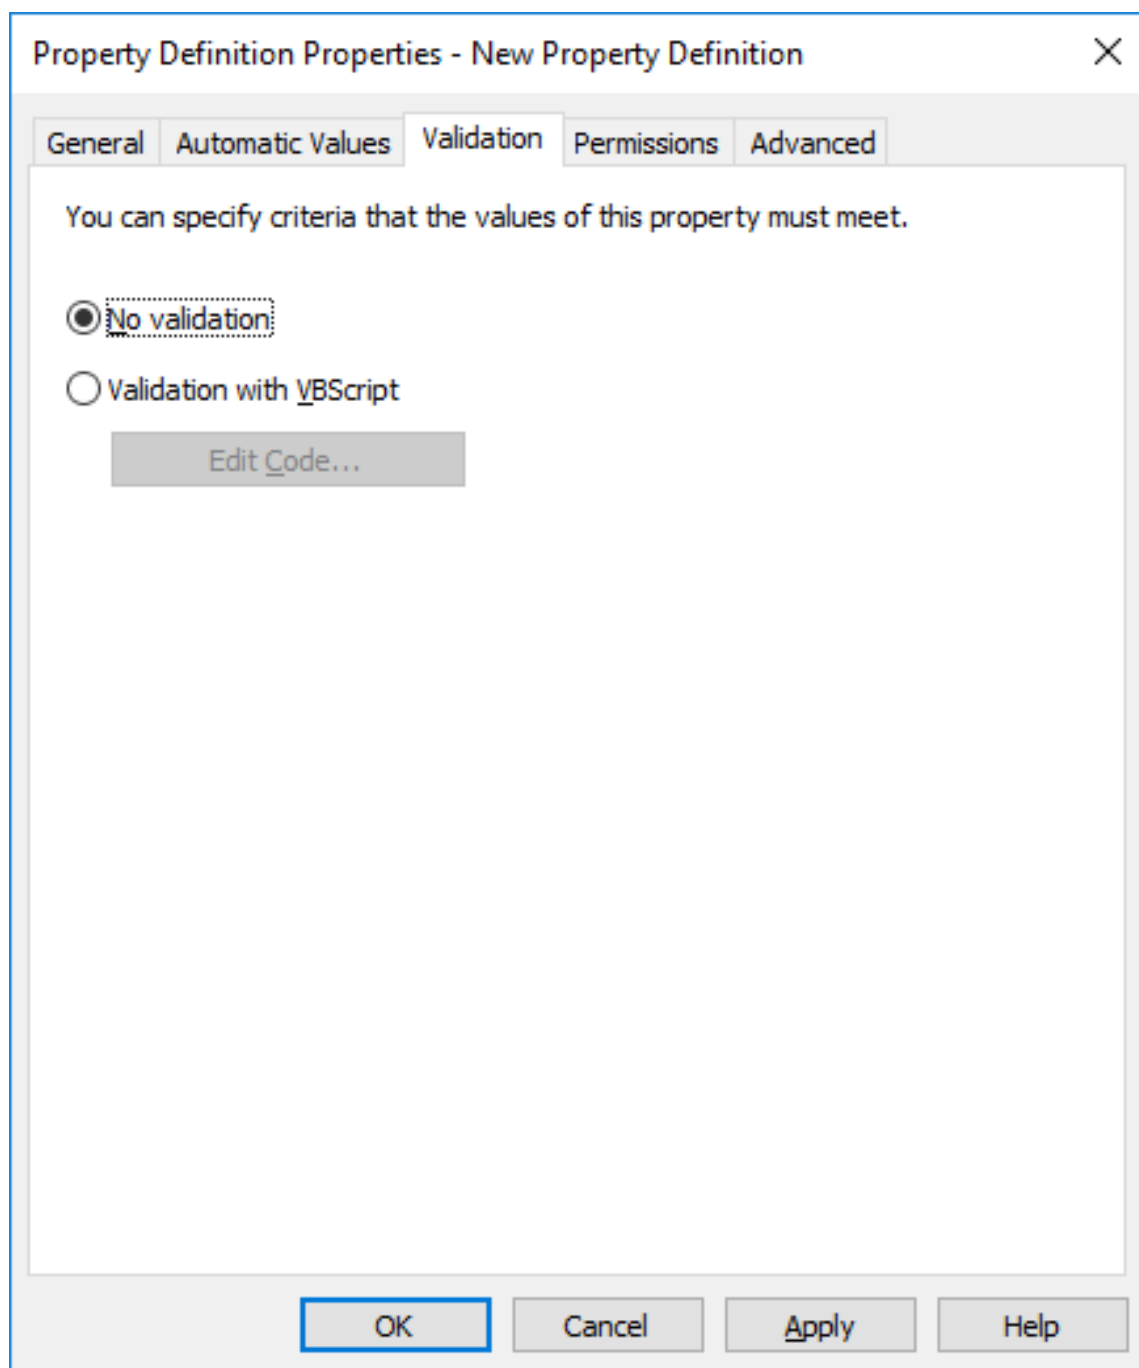 Property Definition Properties - New Property Definition
General Automatic Values Validation Permissions Advanced
You can specify criteria that the values of this property must meet.
No validation
Validation with VBScript
Edit Code...
OK Cancel Apply Help